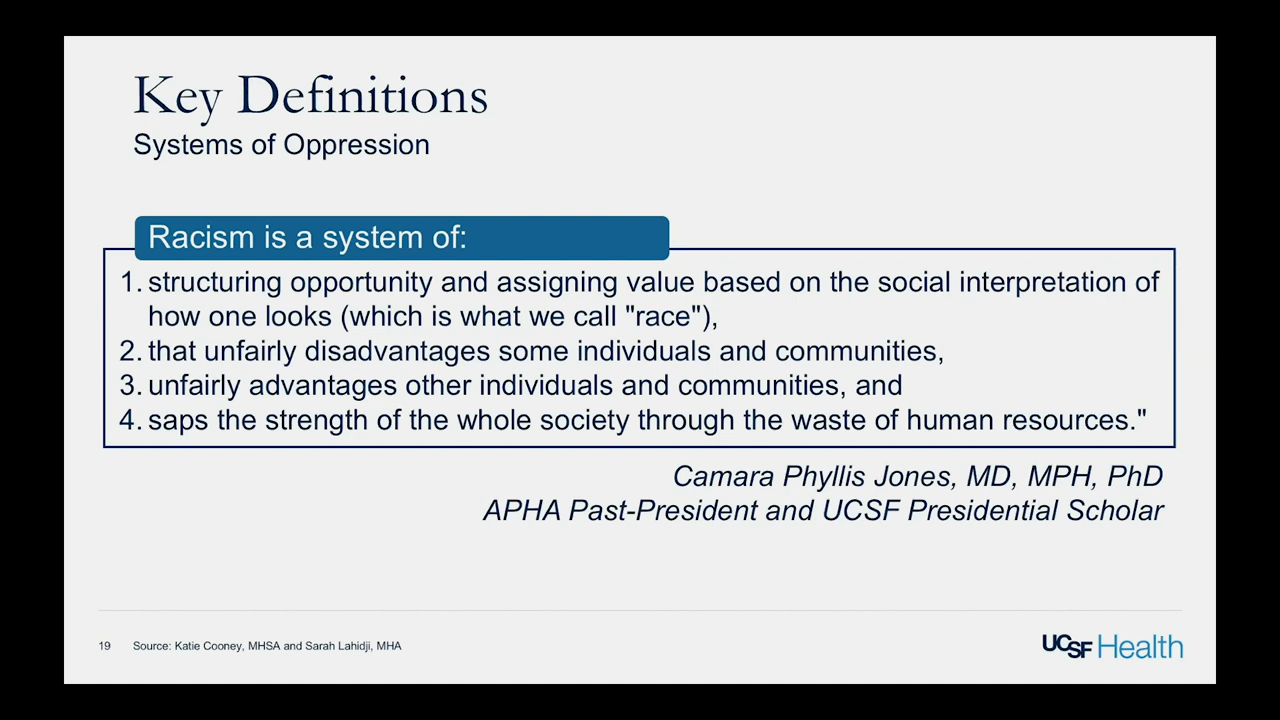 Key Definitions
Systems of Oppression
Racism is a system of:
1. structuring opportunity and assigning value based on the social interpretation of
how one looks (which is what we call "race"),
2. that unfairly disadvantages some individuals and communities,
3. unfairly advantages other individuals and communities, and
4. saps the strength of the whole society through the waste of human resources."
Camara Phyllis Jones, MD, MPH, PhD
APHA Past-President and UCSF Presidential Scholar
19 Source: Katie Cooney, MHSA and Sarah Lahidji, MHA
UCSF Health